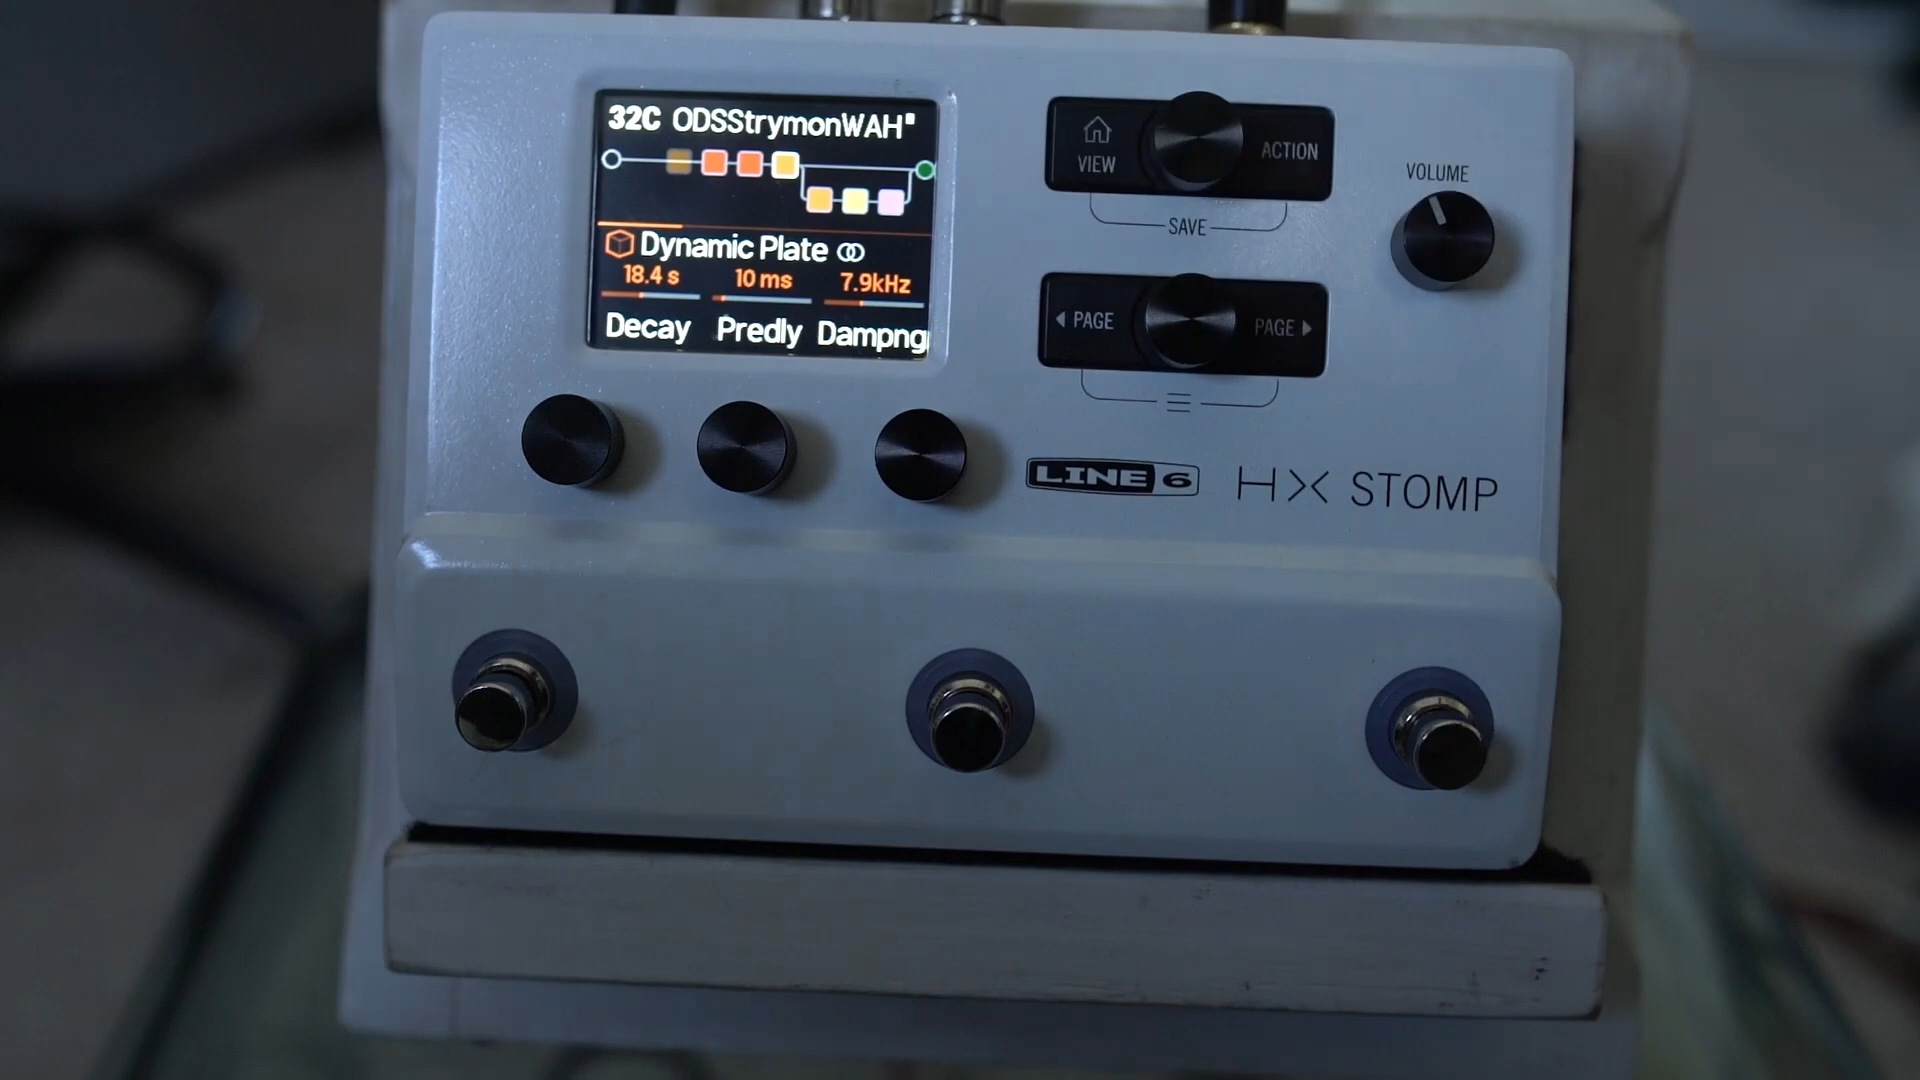 32C ODSStrymonWAH
Dynamic Plate
18.4 s 10 ms 7.9kHz
Decay Predly Dampng
VIEW ACTION
SAVE
PAGE PAGE
VOLUME
LINE 6 HX STOMP